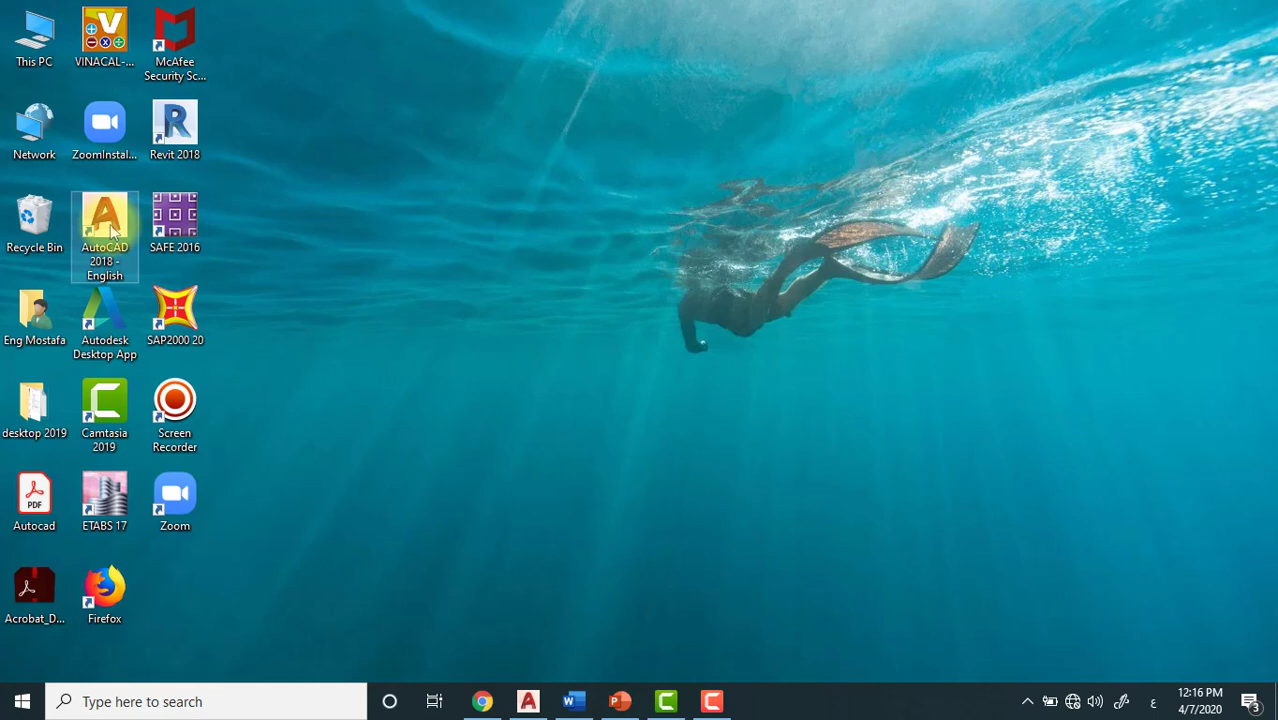 This PC
VINACAL-...
McAfee
Security Sc...
Network
ZoomInstal...
Revit 2018
Recycle Bin
AutoCAD
2018 -
English
SAFE 2016
Eng Mostafa
Autodesk
Desktop App
SAP2000 20
desktop 2019
Camtasia
2019
Screen
Recorder
PDF
Autocad
ETABS 17
Zoom
Acrobat_D...
Firefox
Type here to search
ع
12:16 PM
4/7/2020
3